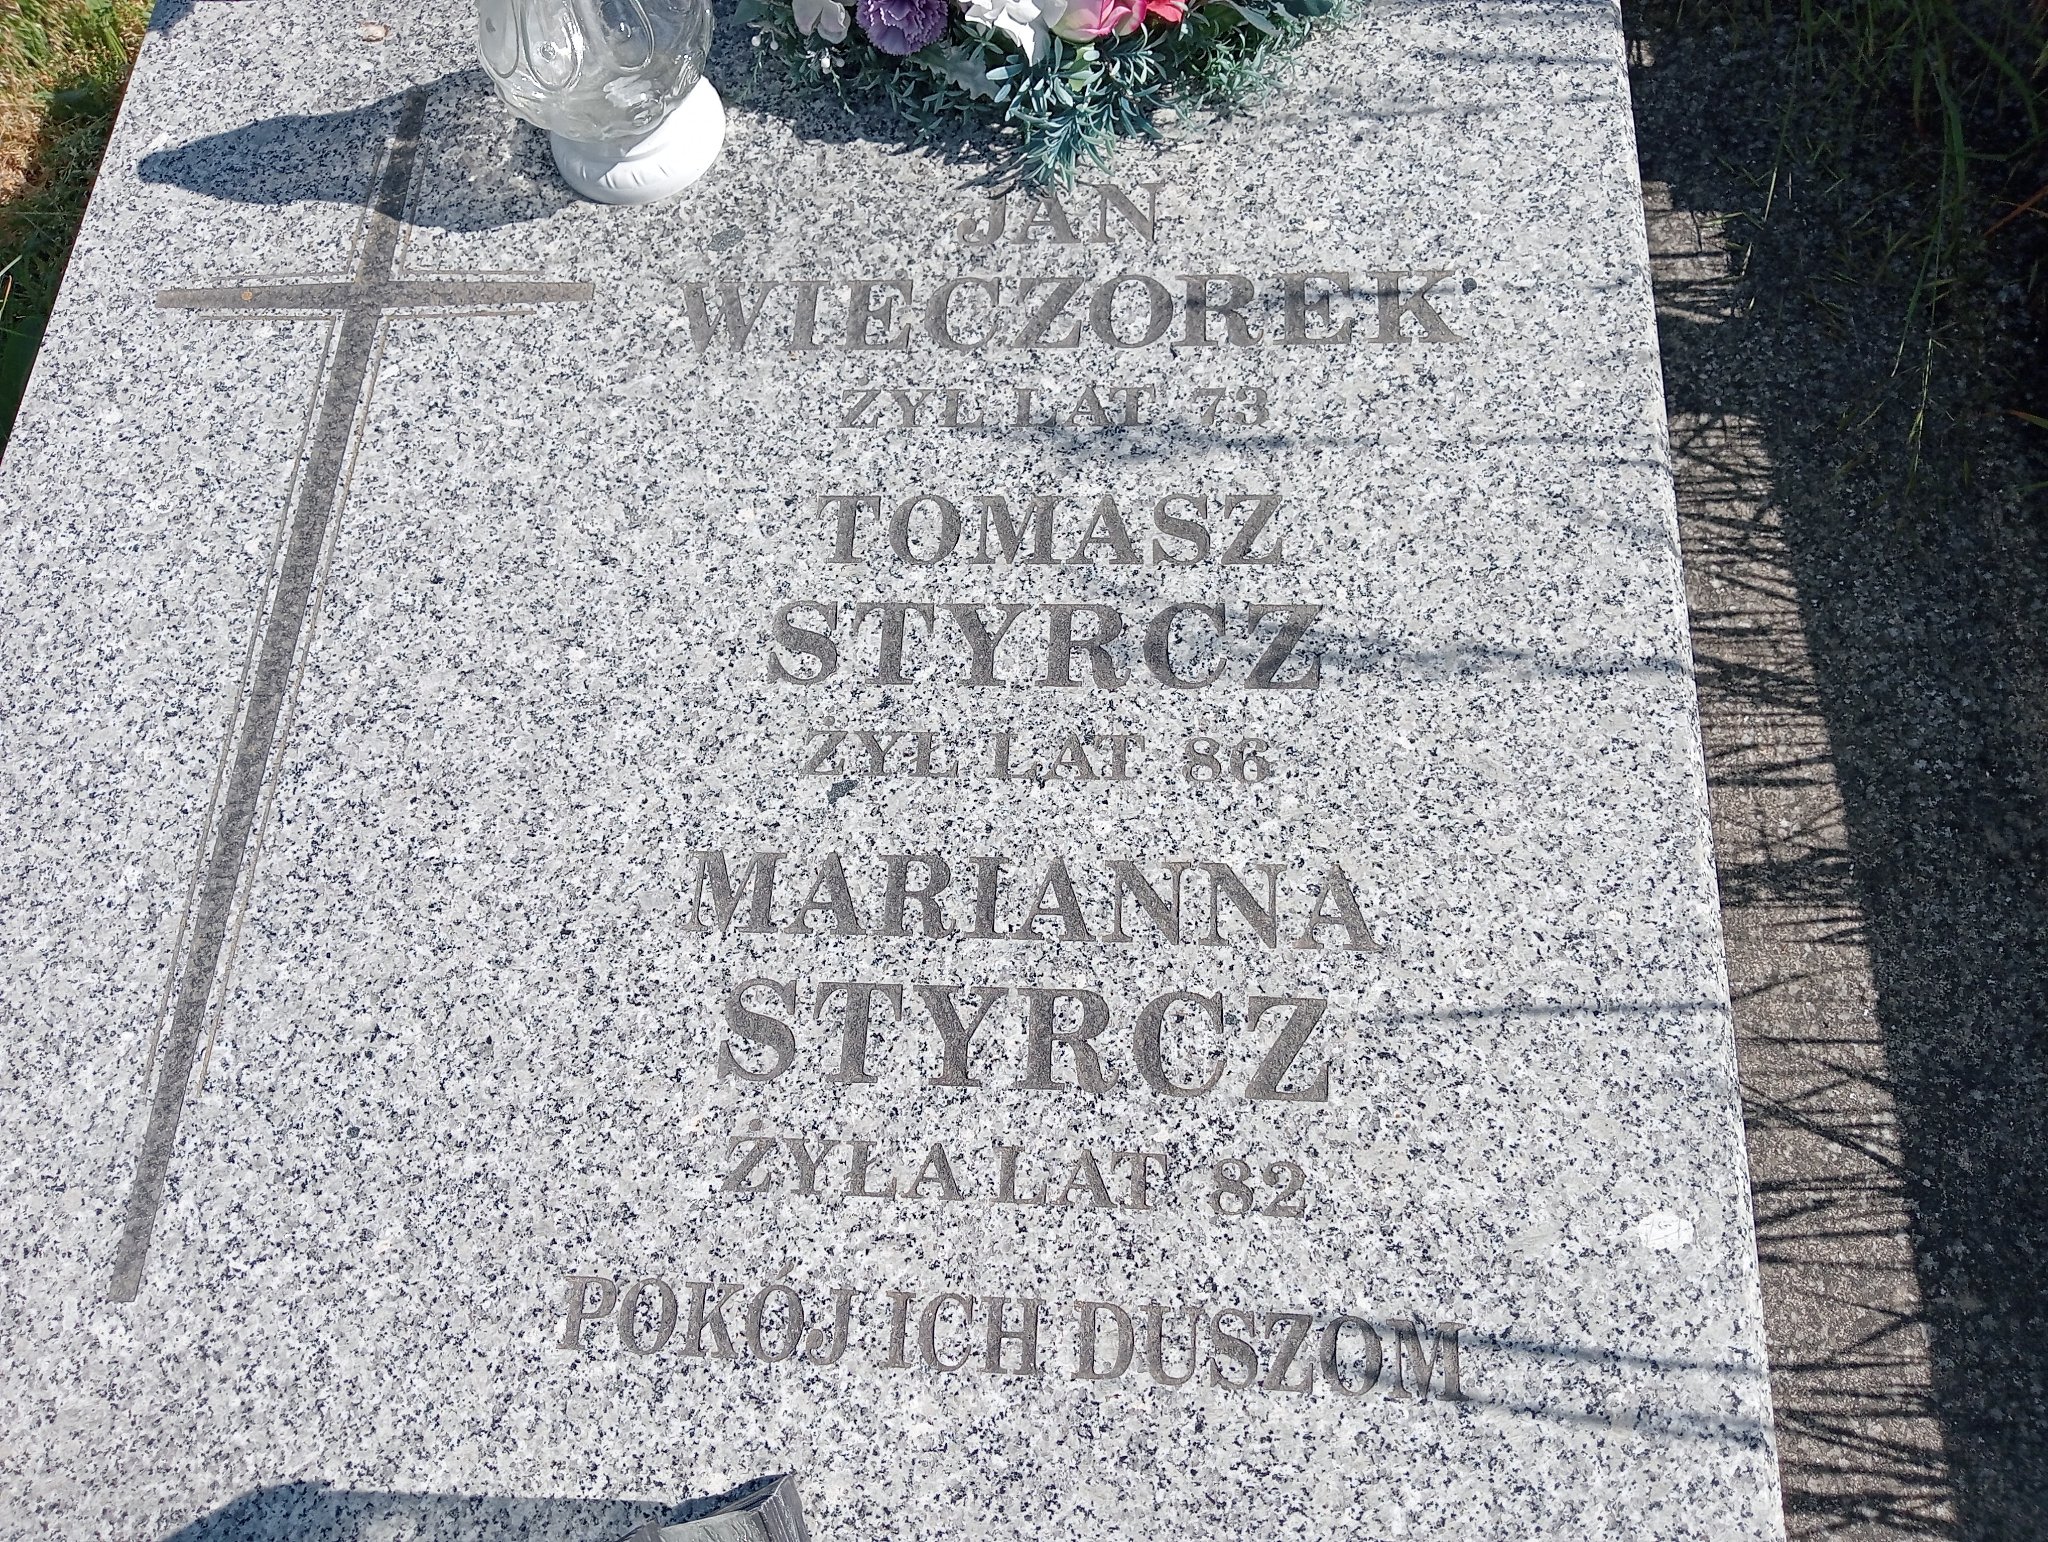 JAN
WIECZOREK
ŻYŁ LAT 73
TOMASZ
STYRCZ
ŻYŁ LAT 86
MARIANNA
STYRCZ
ŻYŁA LAT 82
POKÓJ ICH DUSZOM